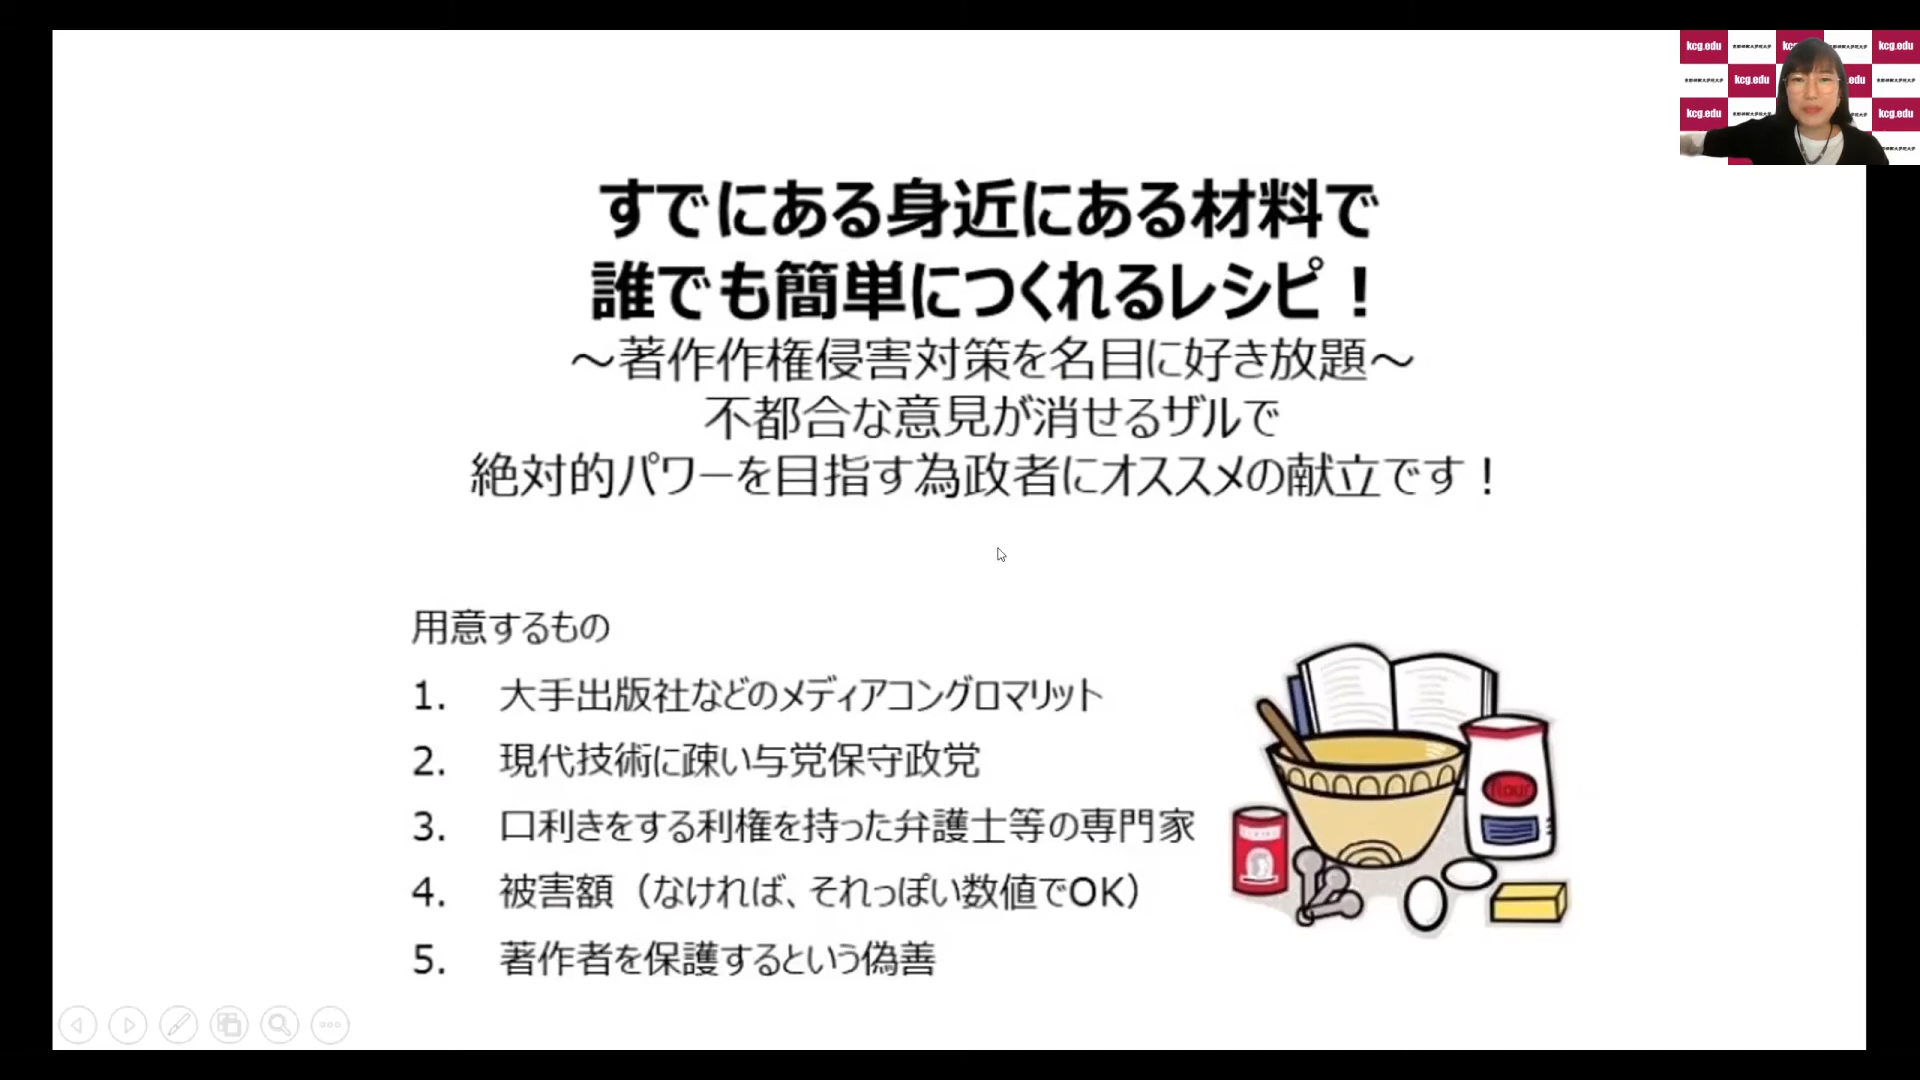 すでにある身近にある材料で
誰でも簡単につくれるレシピ！
～著作作権侵害対策を名目に好き放題～
不都合な意見が消せるザルで
絶対的パワーを目指す為政者にオススメの献立です！
用意するもの
1. 大手出版社などのメディアコングロマリット
2. 現代技術に疎い与党保守政党
3. 口利きをする利権を持った弁護士等の専門家
4. 被害額（なければ、それっぽい数値でOK）
5. 著作者を保護するという偽善
flour
kcg.edu
kcg.edu
kcg.edu
kcg.edu
kcg.edu
kcg.edu